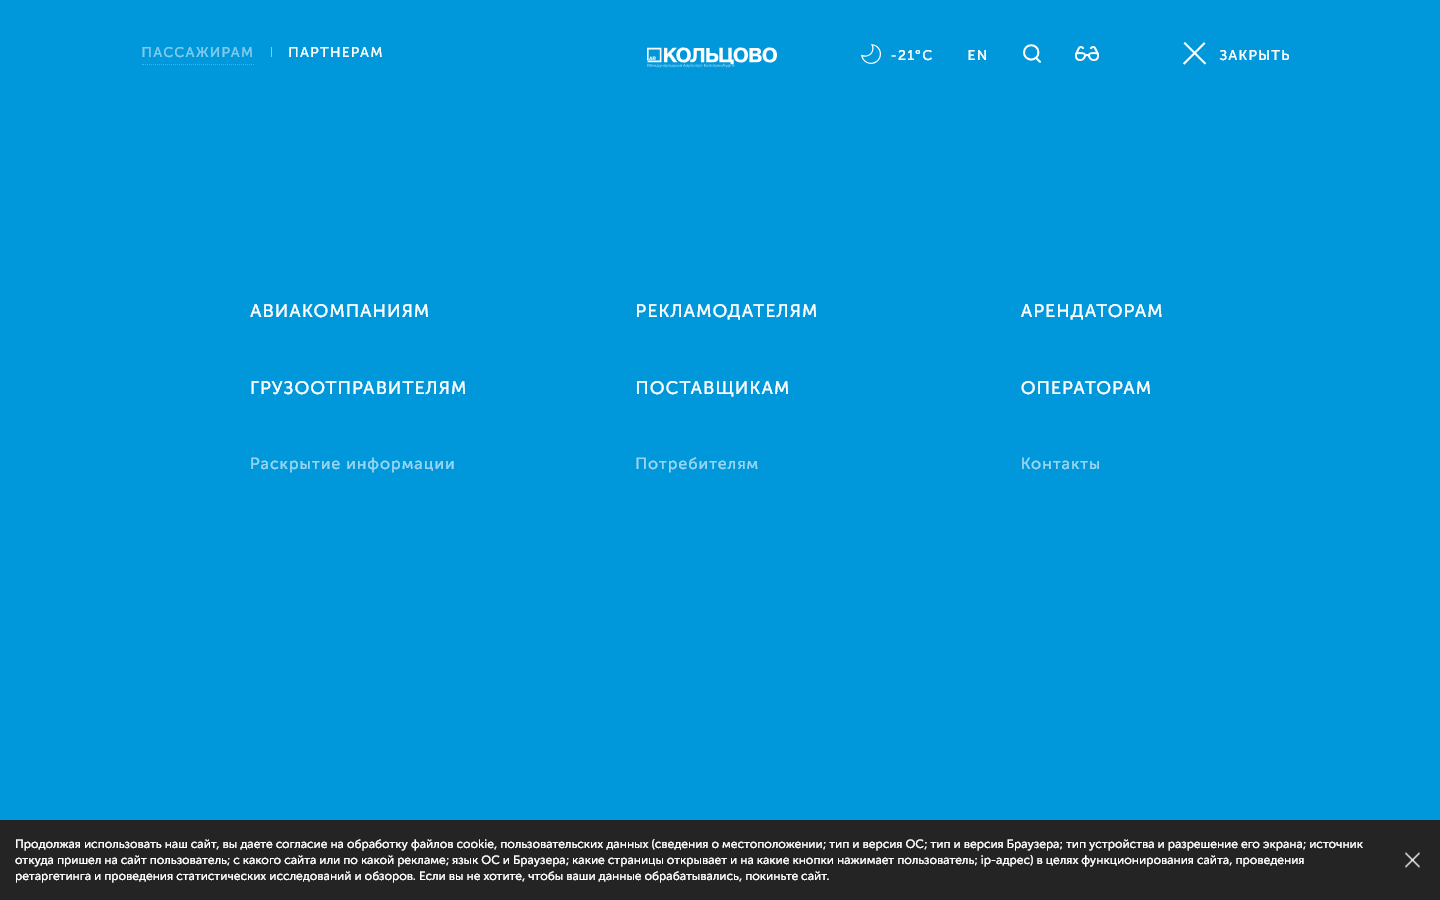 ПАССАЖИРАМ ПАРТНЕРАМ КОЛЬЦОВО -21°C EN ЗАКРЫТЬ
АВИАКОМПАНИЯМ РЕКЛАМОДАТЕЛЯМ АРЕНДАТОРАМ
ГРУЗООТПРАВИТЕЛЯМ ПОСТАВЩИКАМ ОПЕРАТОРАМ
Раскрытие информации Потребителям Контакты
Продолжая использовать наш сайт, вы даете согласие на обработку файлов cookie, пользовательских данных (сведения о местоположении; тип и версия ОС; тип и версия Браузера; тип устройства и разрешение его экрана; источник
откуда пришел на сайт пользователь; с какого сайта или по какой рекламе; язык ОС и Браузера; какие страницы открывает и на какие кнопки нажимает пользователь; ip-адрес) в целях функционирования сайта, проведения
ретаргетинга и проведения статистических исследований и обзоров. Если вы не хотите, чтобы ваши данные обрабатывались, покиньте сайт.